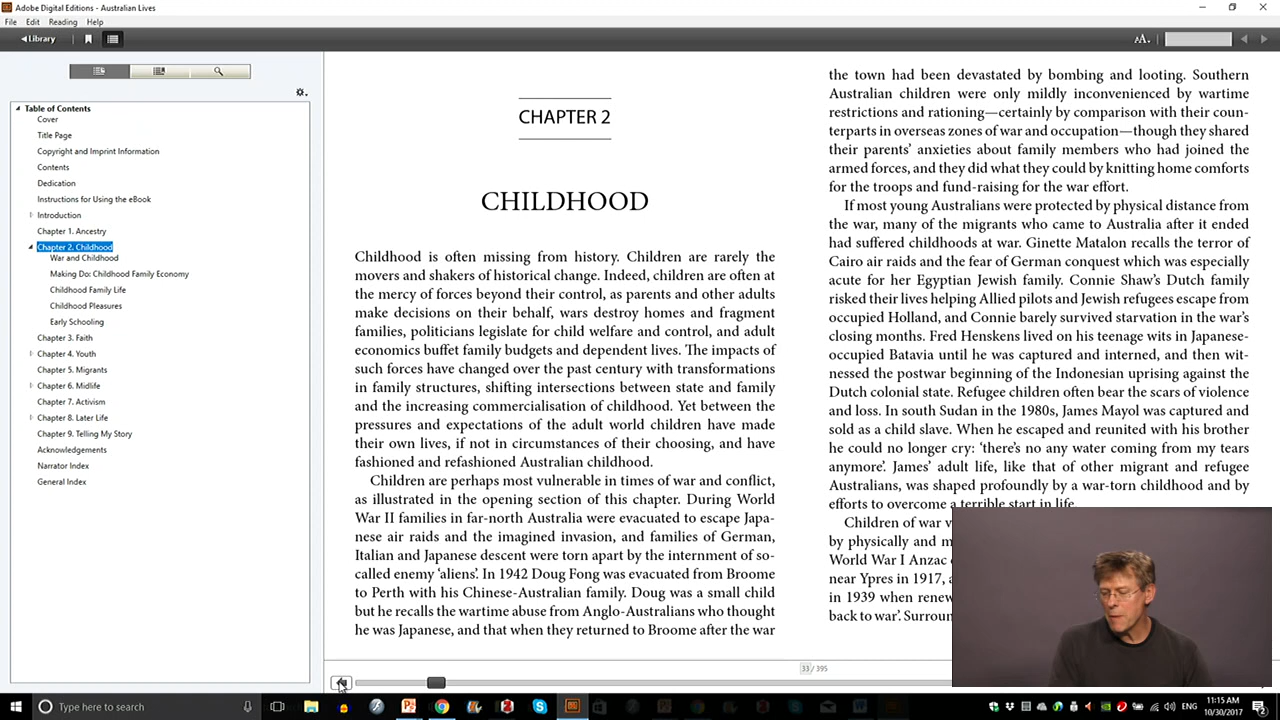 Adobe Digital Editions - Australian Lives
File Edit Reading Help
Library
AA.
Table of Contents
Cover
Title Page
Copyright and Imprint Information
Contents
Dedication
Instructions for Using the eBook
Introduction
Chapter 1. Ancestry
Chapter 2. Childhood
War and Childhood
Making Do: Childhood Family Economy
Childhood Family Life
Childhood Pleasures
Early Schooling
Chapter 3. Faith
Chapter 4. Youth
Chapter 5. Migrants
Chapter 6. Midlife
Chapter 7. Activism
Chapter 8. Later Life
Chapter 9. Telling My Story
Acknowledgements
Narrator Index
General Index
CHAPTER 2
CHILDHOOD
Childhood is often missing from history. Children are rarely the
movers and shakers of historical change. Indeed, children are often at
the mercy of forces beyond their control, as parents and other adults
make decisions on their behalf, wars destroy homes and fragment
families, politicians legislate for child welfare and control, and adult
economics buffet family budgets and dependent lives. The impacts of
such forces have changed over the past century with transformations
in family structures, shifting intersections between state and family
and the increasing commercialisation of childhood. Yet between the
pressures and expectations of the adult world children have made
their own lives, if not in circumstances of their choosing, and have
fashioned and refashioned Australian childhood.
Children are perhaps most vulnerable in times of war and conflict,
as illustrated in the opening section of this chapter. During World
War II families in far-north Australia were evacuated to escape Japa-
nese air raids and the imagined invasion, and families of German,
Italian and Japanese descent were torn apart by the internment of so-
called enemy ‘aliens’. In 1942 Doug Fong was evacuated from Broome
to Perth with his Chinese-Australian family. Doug was a small child
but he recalls the wartime abuse from Anglo-Australians who thought
he was Japanese, and that when they returned to Broome after the war
the town had been devastated by bombing and looting. Southern
Australian children were only mildly inconvenienced by wartime
restrictions and rationing—certainly by comparison with their coun-
terparts in overseas zones of war and occupation—though they shared
their parents’ anxieties about family members who had joined the
armed forces, and they did what they could by knitting home comforts
for the troops and fund-raising for the war effort.
If most young Australians were protected by physical distance from
the war, many of the migrants who came to Australia after it ended
had suffered childhoods at war. Ginette Matalon recalls the terror of
Cairo air raids and the fear of German conquest which was especially
acute for her Egyptian Jewish family. Connie Shaw’s Dutch family
risked their lives helping Allied pilots and Jewish refugees escape from
occupied Holland, and Connie barely survived starvation in the war’s
closing months. Fred Henskens lived on his teenage wits in Japanese-
occupied Batavia until he was captured and interned, and then wit-
nessed the postwar beginning of the Indonesian uprising against the
Dutch colonial state. Refugee children often bear the scars of violence
and loss. In south Sudan in the 1980s, James Mayol was captured and
sold as a child slave. When he escaped and reunited with his brother
he could no longer cry: ‘there’s no any water coming from my tears
anymore’. James’ adult life, like that of other migrant and refugee
Australians, was shaped profoundly by a war-torn childhood and by
efforts to overcome a terrible start in life.
Children of war v
by physically and m
World War I Anzac
near Ypres in 1917, a
in 1939 when renew
back to war’. Surroun
33 / 395
Type here to search
ENG
11:15 AM
10/30/2017